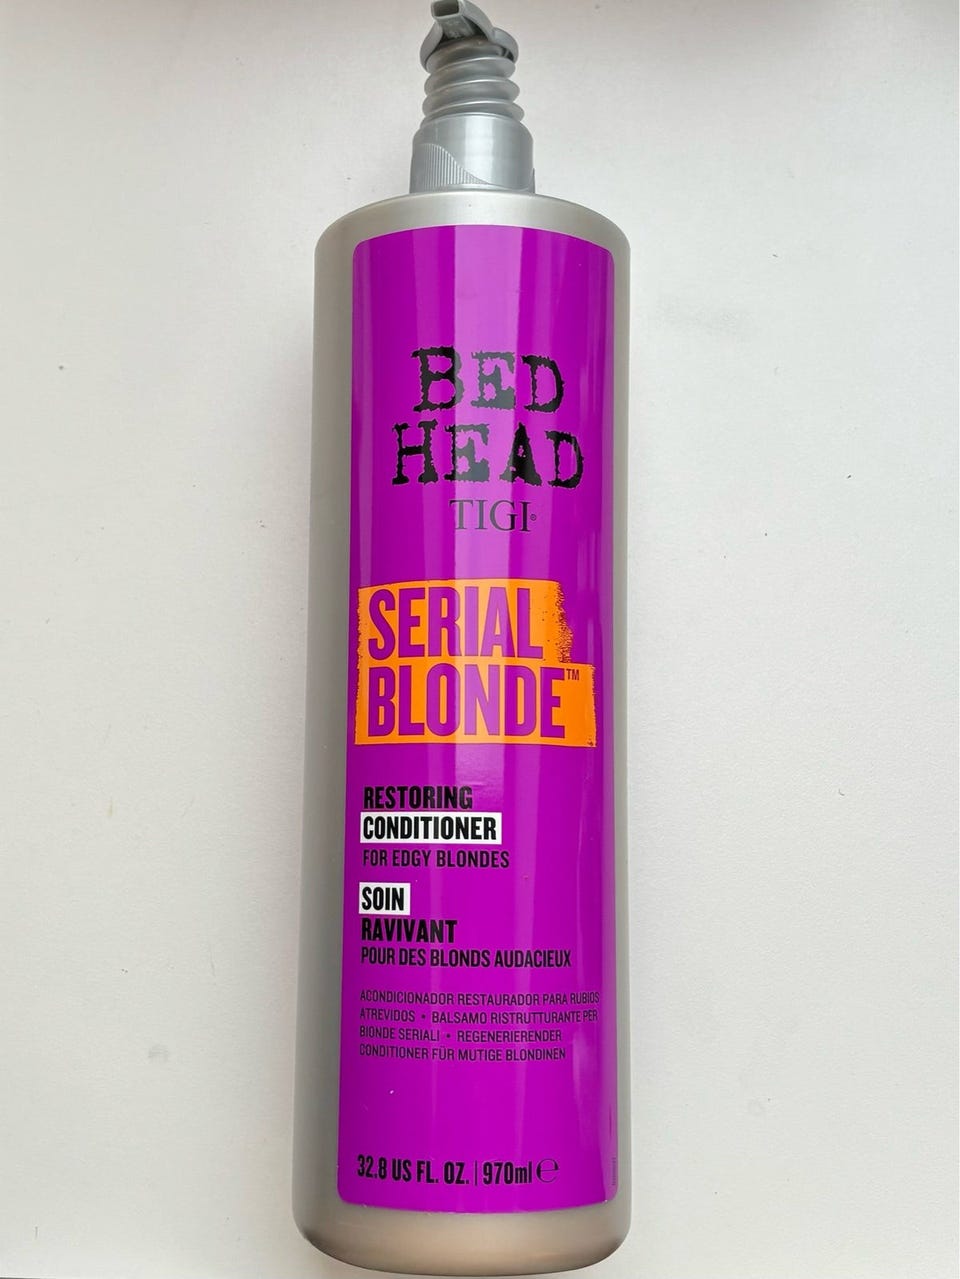 BED
HEAD
TIGI®
SERIAL
BLONDE™
RESTORING
CONDITIONER
FOR EDGY BLONDES
SOIN
RAVIVANT
POUR DES BLONDS AUDACIEUX
ACONDICIONADOR RESTAURADOR PARA RUBIOS
ATREVIDOS • BALSAMO RISTRUTTURANTE PER
BIONDE SERIALI • REGENERIERENDER
CONDITIONER FÜR MUTIGE BLONDINEN
32.8 US FL. OZ. | 970ml ℮